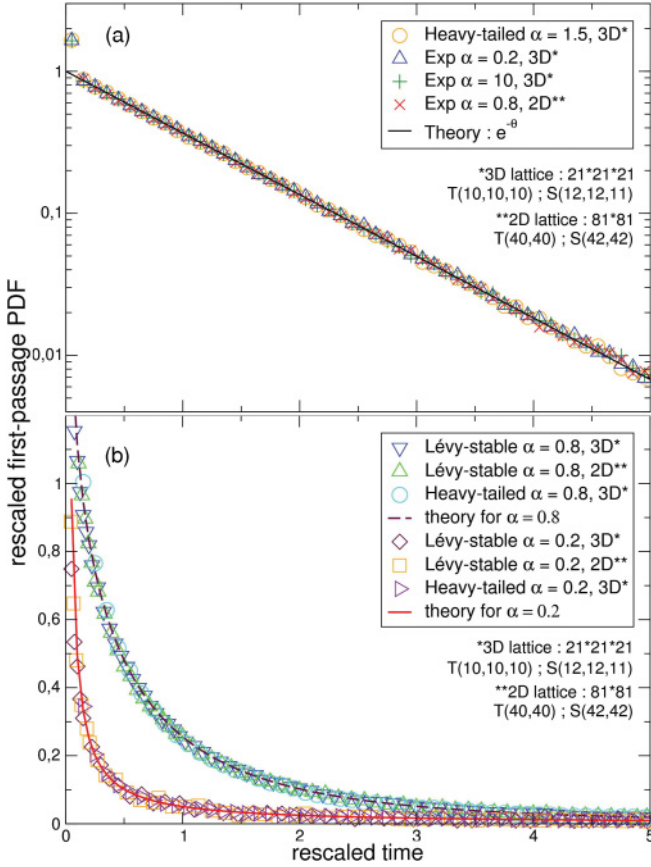 (a)
Heavy-tailed α = 1.5, 3D*
Exp α = 0.2, 3D*
Exp α = 10, 3D*
Exp α = 0.8, 2D**
Theory : e^-θ
*3D lattice : 21*21*21
T(10,10,10) ; S(12,12,11)
**2D lattice : 81*81
T(40,40) ; S(42,42)
1
0,1
0,01
rescaled first-passage PDF
(b)
Lévy-stable α = 0.8, 3D*
Lévy-stable α = 0.8, 2D**
Heavy-tailed α = 0.8, 3D*
theory for α = 0.8
Lévy-stable α = 0.2, 3D*
Lévy-stable α = 0.2, 2D**
Heavy-tailed α = 0.2, 3D*
theory for α = 0.2
*3D lattice : 21*21*21
T(10,10,10) ; S(12,12,11)
**2D lattice : 81*81
T(40,40) ; S(42,42)
1
0,8
0,6
0,4
0,2
0
0 1 2 3 4 5
rescaled time